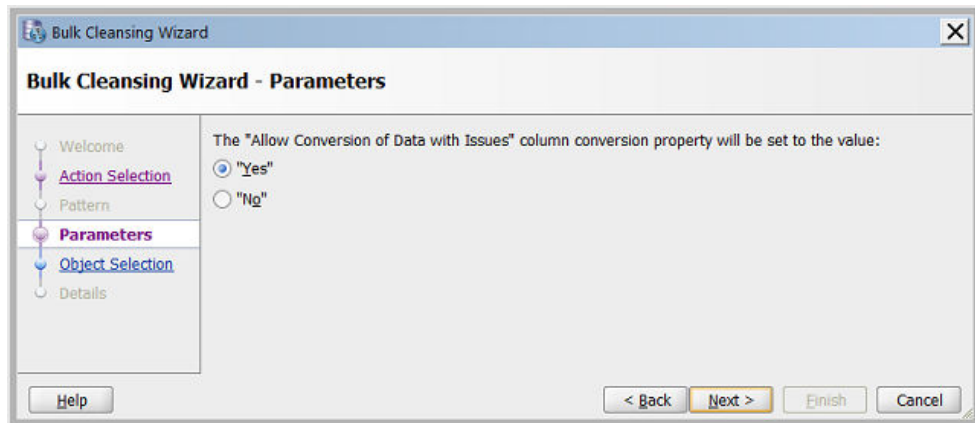 Bulk Cleansing Wizard
Bulk Cleansing Wizard - Parameters
Welcome
Action Selection
Pattern
Parameters
Object Selection
Details
The "Allow Conversion of Data with Issues" column conversion property will be set to the value:
"Yes"
"No"
Help
< Back
Next >
Finish
Cancel